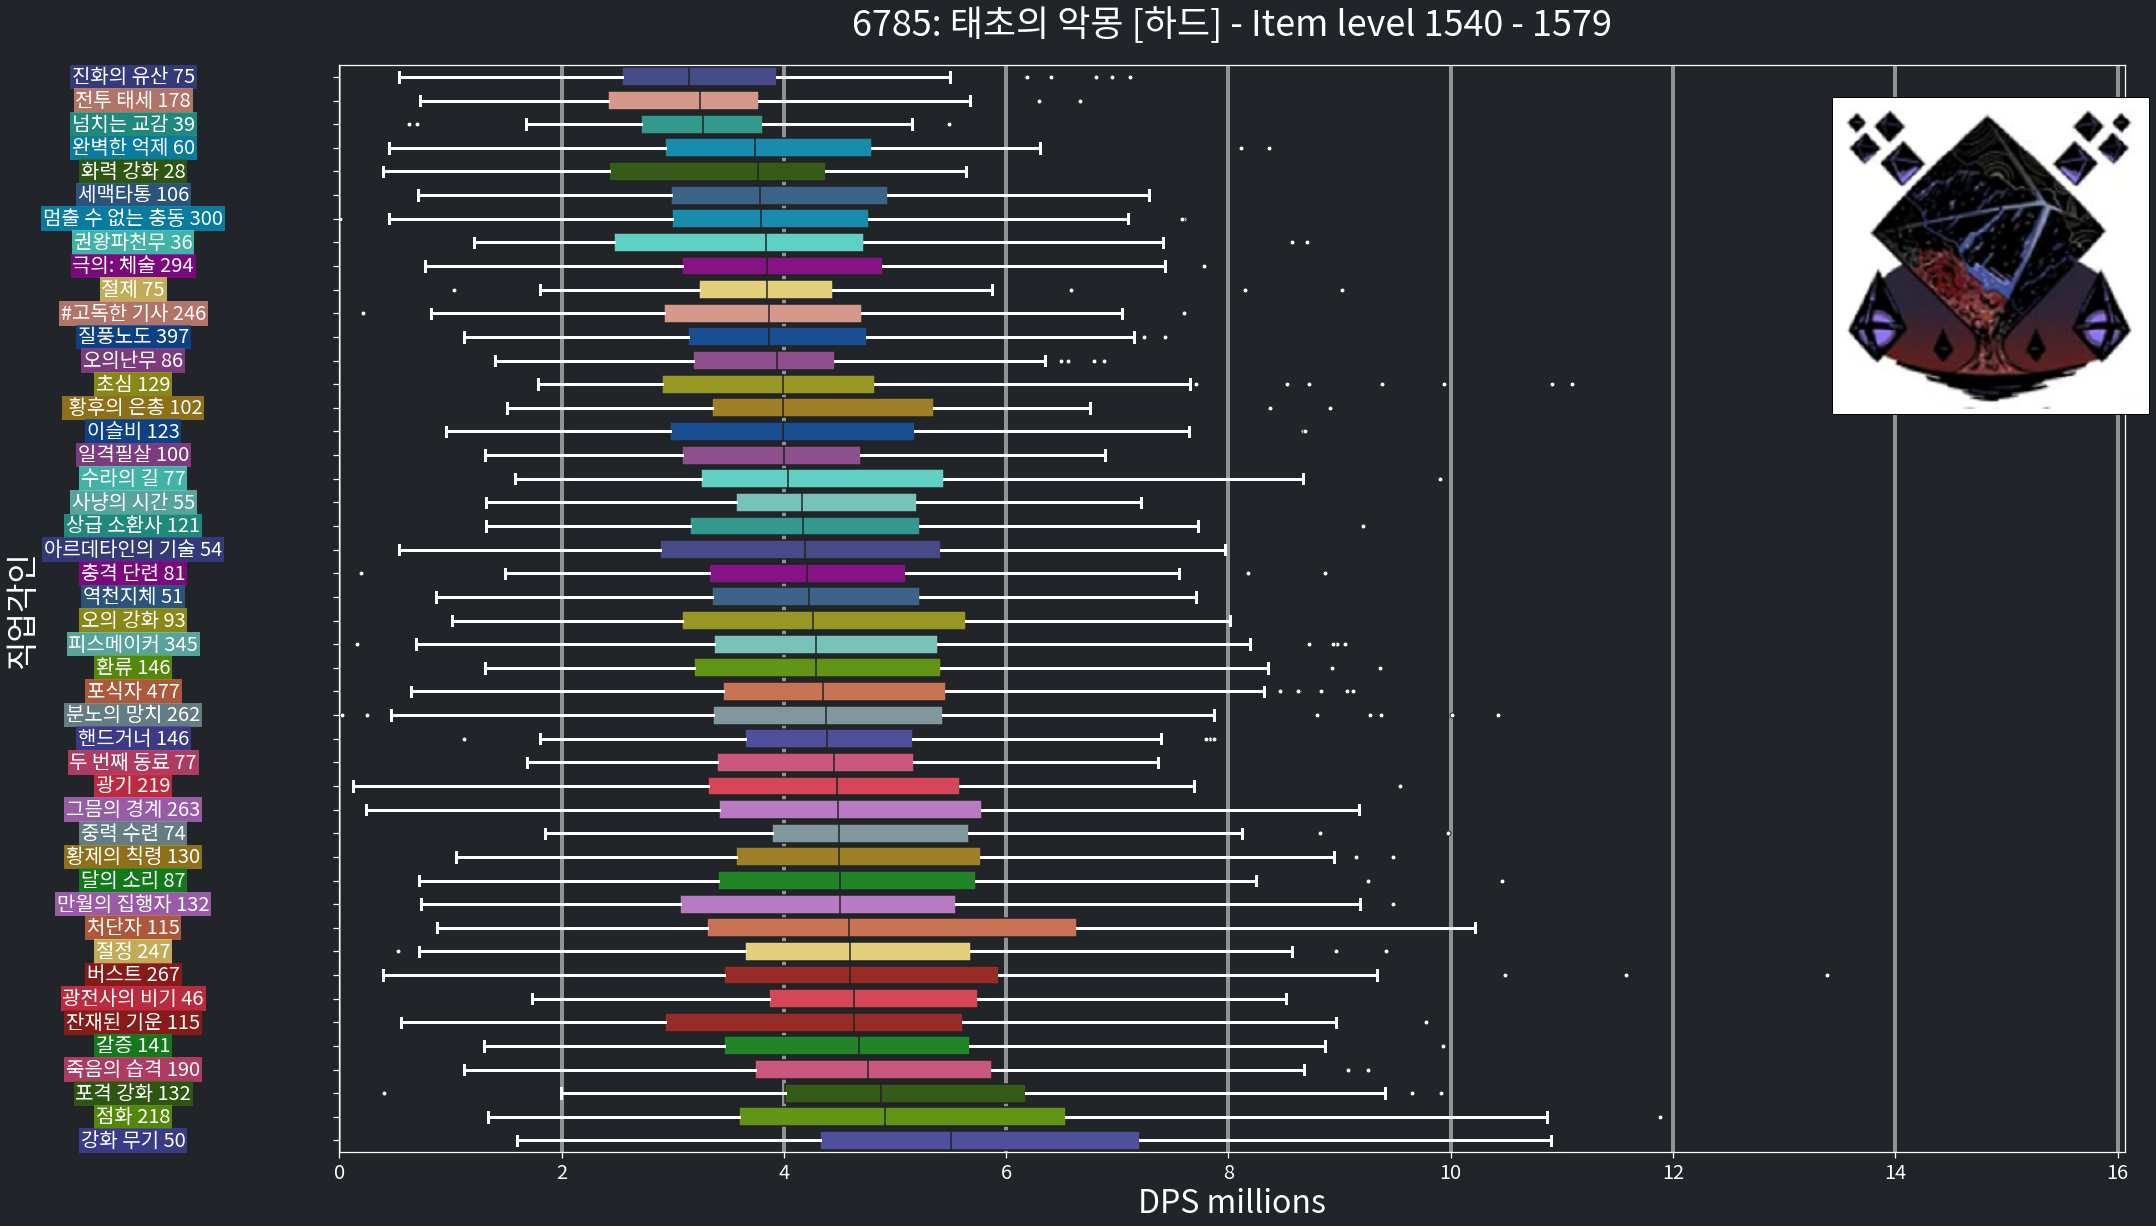 6785: 태초의 악몽 [하드] - Item level 1540 - 1579
진화의 유산 75
전투 태세 178
넘치는 교감 39
완벽한 억제 60
화력 강화 28
세맥타통 106
멈출 수 없는 충동 300
권왕파천무 36
극의: 체술 294
절제 75
#고독한 기사 246
질풍노도 397
오의난무 86
초심 129
황후의 은총 102
이슬비 123
일격필살 100
수라의 길 77
사냥의 시간 55
상급 소환사 121
아르데타인의 기술 54
충격 단련 81
역천지체 51
오의 강화 93
피스메이커 345
환류 146
포식자 477
분노의 망치 262
핸드거너 146
두 번째 동료 77
광기 219
그믐의 경계 263
중력 수련 74
황제의 칙령 130
달의 소리 87
만월의 집행자 132
처단자 115
절정 247
버스트 267
광전사의 비기 46
잔재된 기운 115
갈증 141
죽음의 습격 190
포격 강화 132
점화 218
강화 무기 50
직업각인
0 2 4 6 8 10 12 14 16
DPS millions